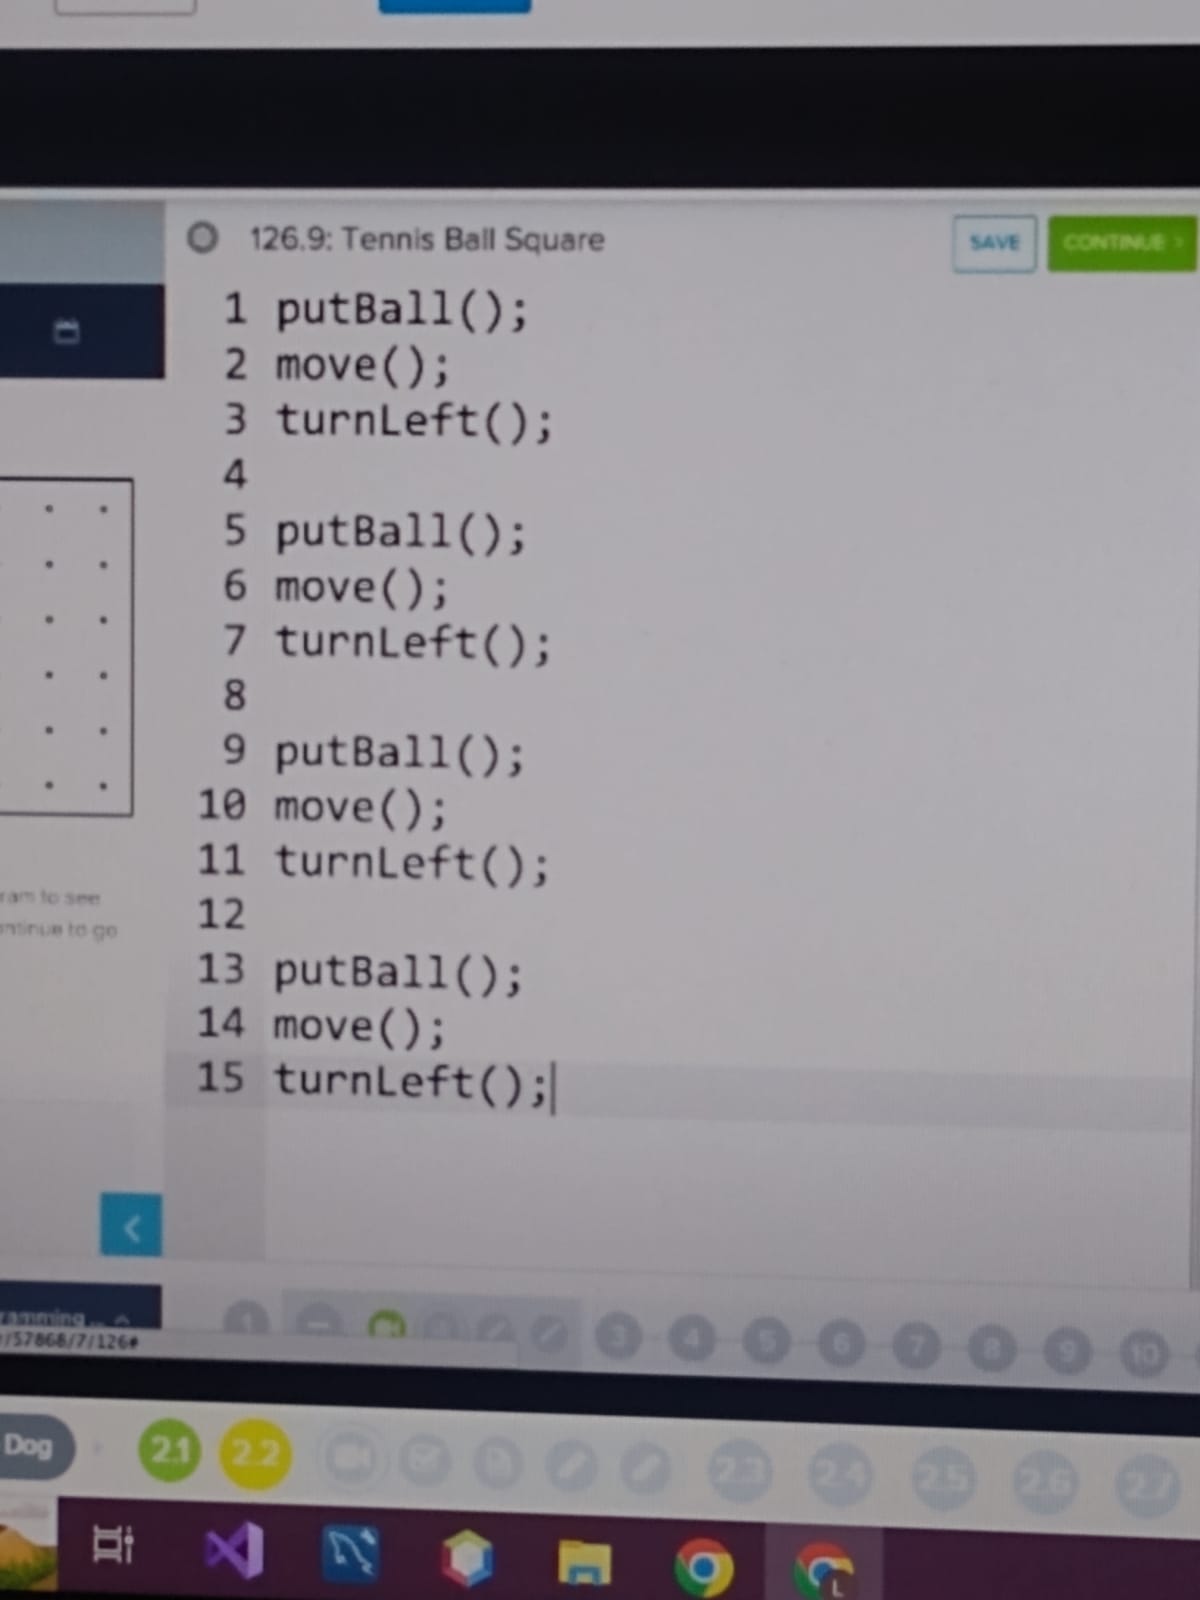 126.9: Tennis Ball Square
SAVE
CONTINUE >
1 putBall();
2 move();
3 turnLeft();
4
5 putBall();
6 move();
7 turnLeft();
8
9 putBall();
10 move();
11 turnLeft();
12
13 putBall();
14 move();
15 turnLeft();
ram to see
ntinue to go
ramming...
/57868/7/126#
1
3 4 5 6 7 8 9 10
Dog
2.1 2.2 2.3 2.4 2.5 2.6 2.7
L